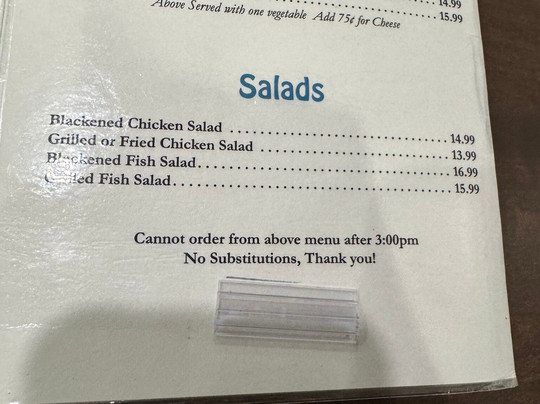 14.99
15.99
Above Served with one vegetable Add 75¢ for Cheese
Salads
Blackened Chicken Salad 14.99
Grilled or Fried Chicken Salad 13.99
Blackened Fish Salad 16.99
Grilled Fish Salad 15.99
Cannot order from above menu after 3:00pm
No Substitutions, Thank you!